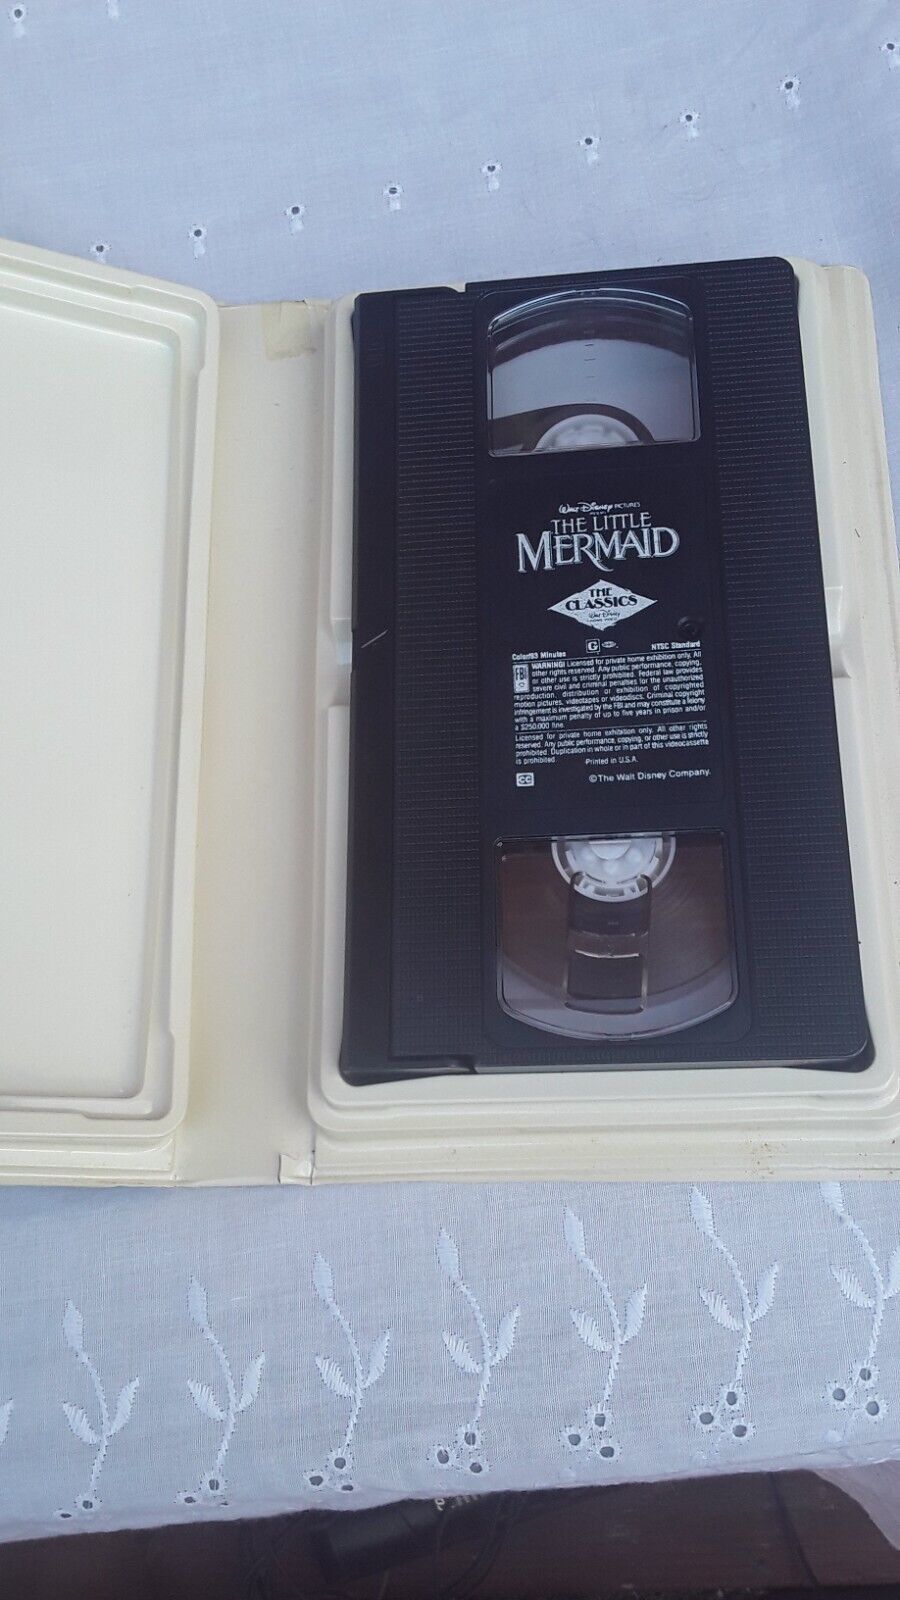 Walt Disney PICTURES
THE LITTLE
MERMAID
THE
CLASSICS
Walt Disney
HOME VIDEO
Color/83 Minutes G NTSC Standard
FBI WARNING! Licensed for private home exhibition only. All
other rights reserved. Any public performance, copying,
or other use is strictly prohibited. Federal law provides
severe civil and criminal penalties for the unauthorized
reproduction, distribution or exhibition of copyrighted
motion pictures, videotapes or videodiscs. Criminal copyright
infringement is investigated by the FBI and may constitute a felony
with a maximum penalty of up to five years in prison and/or
a $250,000 fine.
Licensed for private home exhibition only. All other rights
reserved. Any public performance, copying, or other use is strictly
prohibited. Duplication in whole or in part of this videocassette
is prohibited. Printed in U.S.A.
CC ©The Walt Disney Company.